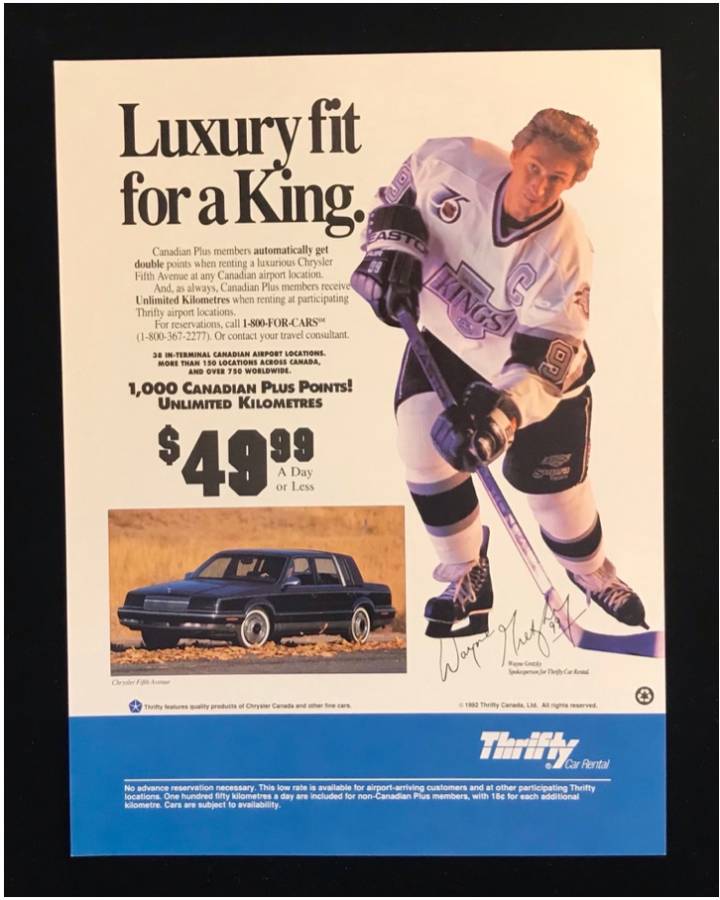 Luxury fit
for a King.
Canadian Plus members automatically get
double points when renting a luxurious Chrysler
Fifth Avenue at any Canadian airport location.
And, as always, Canadian Plus members receive
Unlimited Kilometres when renting at participating
Thrifty airport locations.
For reservations, call 1-800-FOR-CARS℠
(1-800-367-2277). Or contact your travel consultant.
38 IN-TERMINAL CANADIAN AIRPORT LOCATIONS.
MORE THAN 150 LOCATIONS ACROSS CANADA,
AND OVER 750 WORLDWIDE.
1,000 CANADIAN PLUS POINTS!
UNLIMITED KILOMETRES
$49.99
A Day
or Less
99
75
EASTO
99
C
KINGS
9
Wayne Gretzky 99
Wayne Gretzky
Spokesperson for Thrifty Car Rental.
Chrysler Fifth Avenue
Thrifty features quality products of Chrysler Canada and other fine cars.
© 1992 Thrifty Canada, Ltd. All rights reserved.
Thrifty
® Car Rental
No advance reservation necessary. This low rate is available for airport-arriving customers and at other participating Thrifty
locations. One hundred fifty kilometres a day are included for non-Canadian Plus members, with 18¢ for each additional
kilometre. Cars are subject to availability.